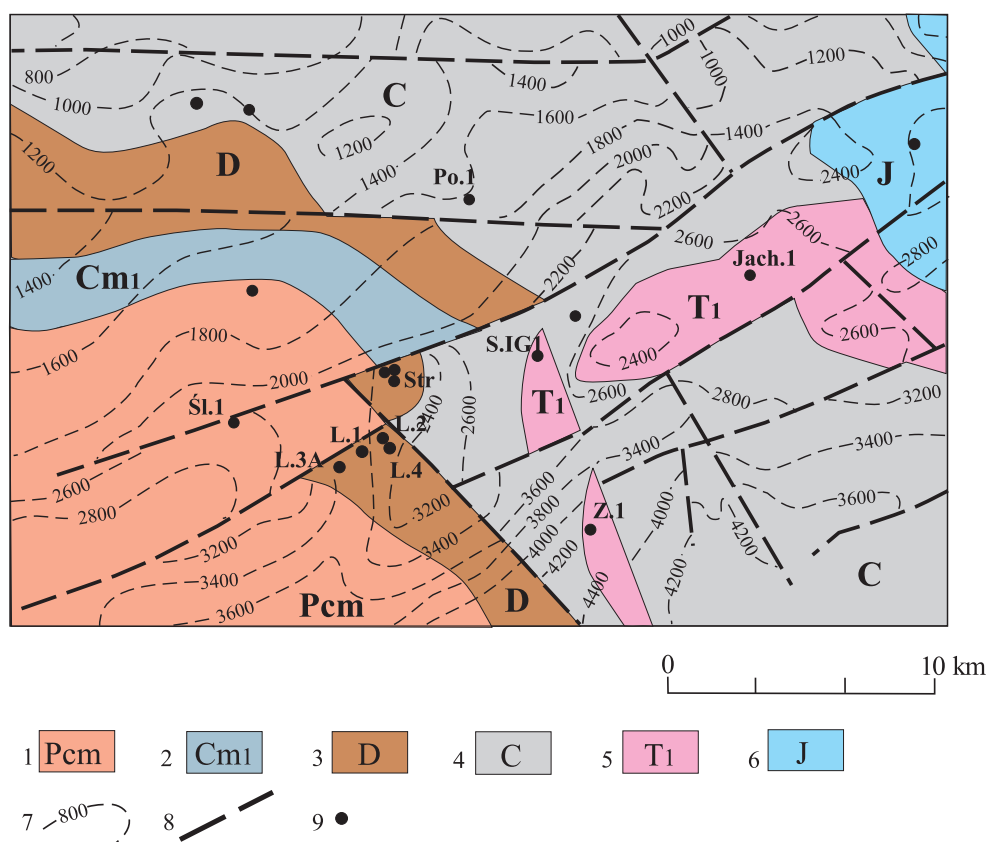 1000
1200
800
1400
1000
C
1000
1600
1400
1800
1200
1200
2000
D
1400
2400
J
Po.1
2200
2600
2600
2800
Jach.1
Cm1
1400
2200
T1
1800
2600
S.IG1
1600
2400
2000
Str
2600
2800
3200
T1
2400
2600
Śl.1
L.2
L.1
3400
3400
L.3A
L.4
3600
2600
3200
3600
Z.1
4000
2800
3800
4200
3200
3400
4000
4200
C
3400
4200
4400
3600
Pcm
D
0
10 km
1 Pcm
2 Cm1
3 D
4 C
5 T1
6 J
7 800
8
9